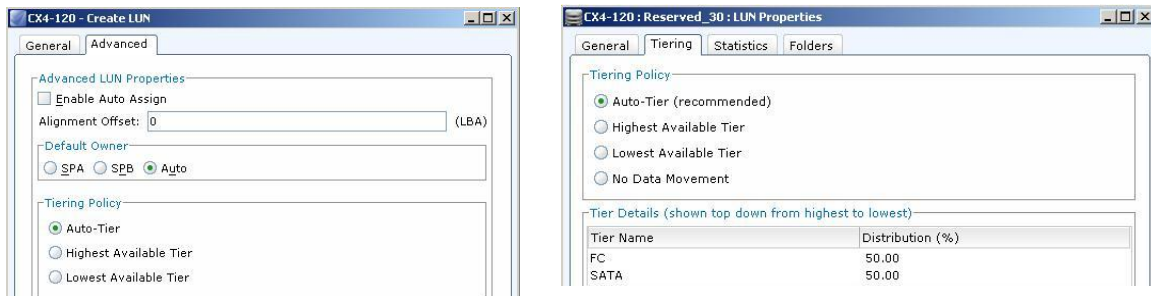 CX4-120 - Create LUN
General Advanced
Advanced LUN Properties
Enable Auto Assign
Alignment Offset: 0 (LBA)
Default Owner
SPA SPB Auto
Tiering Policy
Auto-Tier
Highest Available Tier
Lowest Available Tier
CX4-120 : Reserved_30 : LUN Properties
General Tiering Statistics Folders
Tiering Policy
Auto-Tier (recommended)
Highest Available Tier
Lowest Available Tier
No Data Movement
Tier Details (shown top down from highest to lowest)
Tier Name Distribution (%)
FC 50.00
SATA 50.00